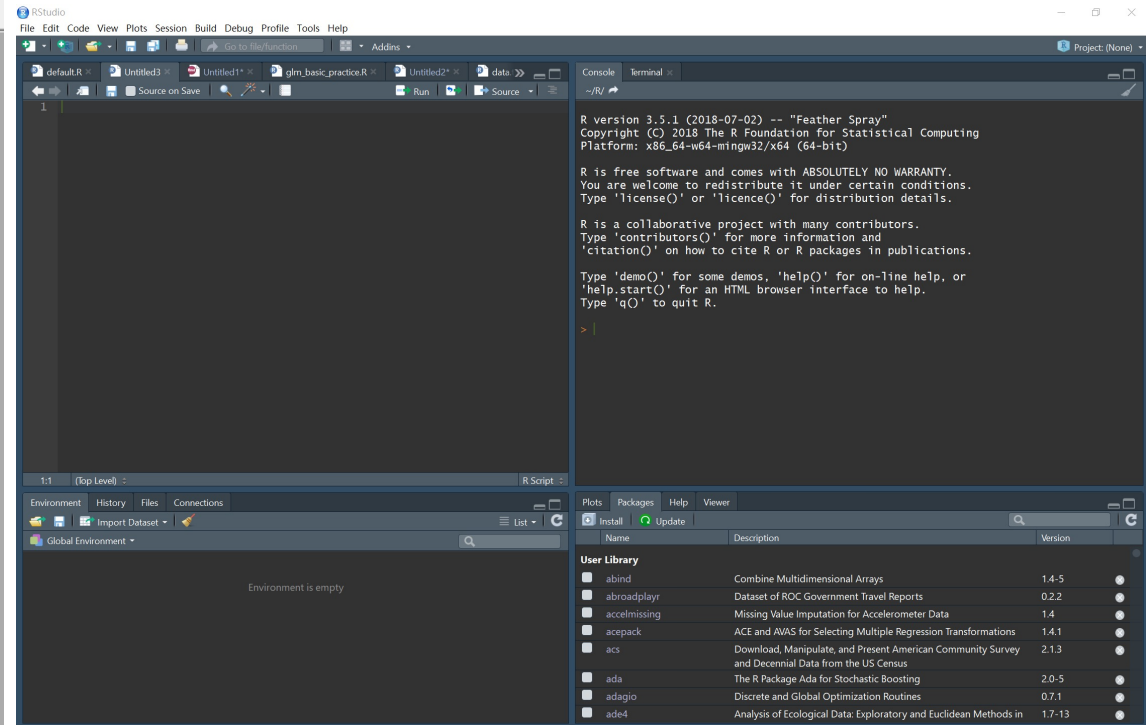 RStudio
File Edit Code View Plots Session Build Debug Profile Tools Help
Go to file/function Addins Project: (None)
default.R Untitled3 Untitled1* glm_basic_practice.R Untitled2* data
Source on Save Run Source
1
1:1 (Top Level) R Script
Console Terminal
~/R/
R version 3.5.1 (2018-07-02) -- "Feather Spray"
Copyright (C) 2018 The R Foundation for Statistical Computing
Platform: x86_64-w64-mingw32/x64 (64-bit)
R is free software and comes with ABSOLUTELY NO WARRANTY.
You are welcome to redistribute it under certain conditions.
Type 'license()' or 'licence()' for distribution details.
R is a collaborative project with many contributors.
Type 'contributors()' for more information and
'citation()' on how to cite R or R packages in publications.
Type 'demo()' for some demos, 'help()' for on-line help, or
'help.start()' for an HTML browser interface to help.
Type 'q()' to quit R.
>
Environment History Files Connections
Import Dataset List
Global Environment
Environment is empty
Plots Packages Help Viewer
Install Update
Name Description Version
User Library
abind Combine Multidimensional Arrays 1.4-5
abroadplayr Dataset of ROC Government Travel Reports 0.2.2
accelmissing Missing Value Imputation for Accelerometer Data 1.4
acepack ACE and AVAS for Selecting Multiple Regression Transformations 1.4.1
acs Download, Manipulate, and Present American Community Survey 2.1.3
and Decennial Data from the US Census
ada The R Package Ada for Stochastic Boosting 2.0-5
adagio Discrete and Global Optimization Routines 0.7.1
ade4 Analysis of Ecological Data: Exploratory and Euclidean Methods in 1.7-13